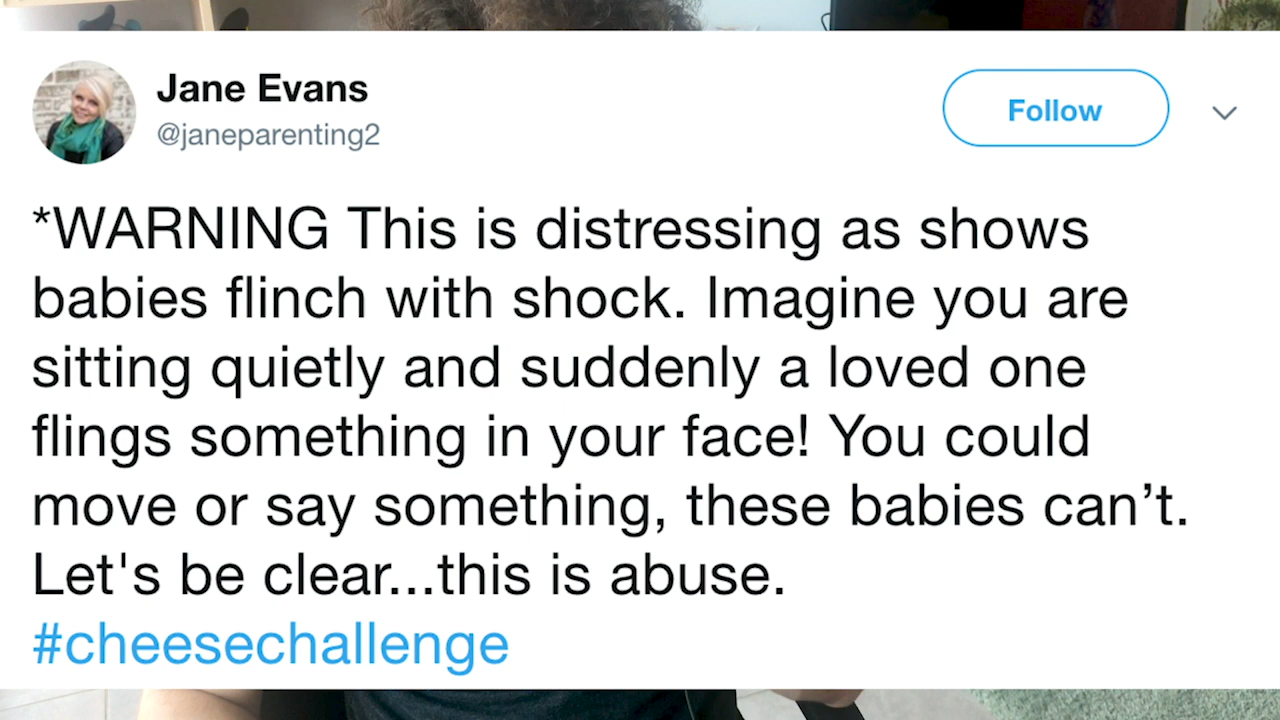 Jane Evans
@janeparenting2
Follow
*WARNING This is distressing as shows
babies flinch with shock. Imagine you are
sitting quietly and suddenly a loved one
flings something in your face! You could
move or say something, these babies can’t.
Let's be clear...this is abuse.
#cheesechallenge